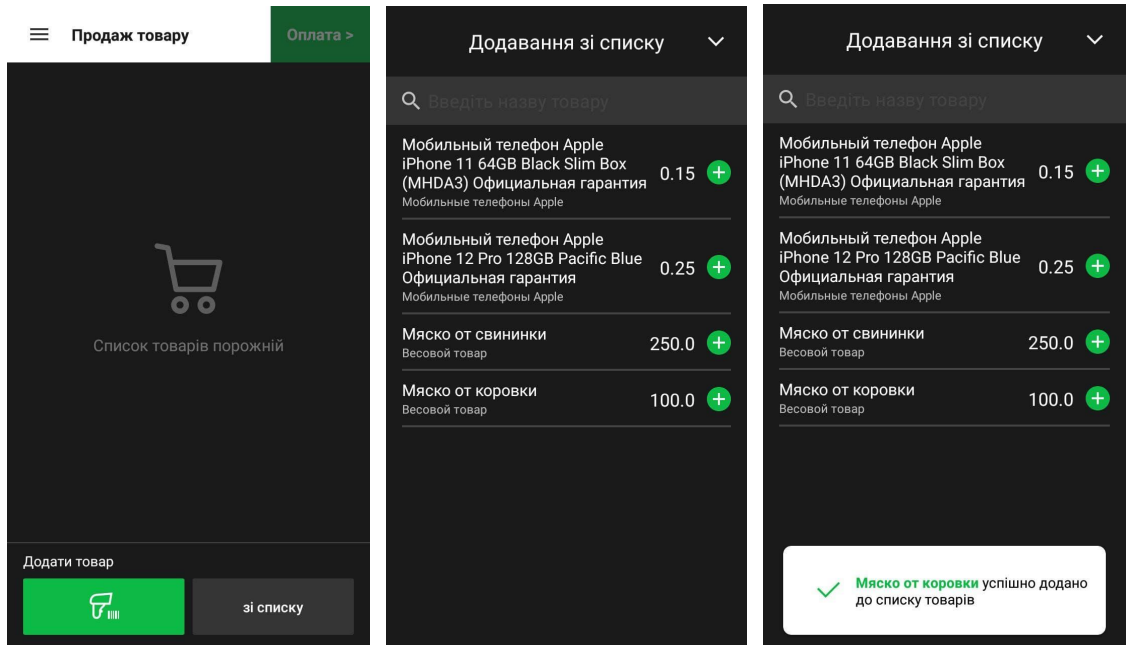 Продаж товару
Оплата >
Список товарів порожній
Додати товар
зі списку
Додавання зі списку
Введіть назву товару
Мобильный телефон Apple
iPhone 11 64GB Black Slim Box
(MHDA3) Официальная гарантия
0.15
Мобильные телефоны Apple
Мобильный телефон Apple
iPhone 12 Pro 128GB Pacific Blue
Официальная гарантия
0.25
Мобильные телефоны Apple
Мяско от свининки
250.0
Весовой товар
Мяско от коровки
100.0
Весовой товар
Додавання зі списку
Введіть назву товару
Мобильный телефон Apple
iPhone 11 64GB Black Slim Box
(MHDA3) Официальная гарантия
0.15
Мобильные телефоны Apple
Мобильный телефон Apple
iPhone 12 Pro 128GB Pacific Blue
Официальная гарантия
0.25
Мобильные телефоны Apple
Мяско от свининки
250.0
Весовой товар
Мяско от коровки
100.0
Весовой товар
Мяско от коровки успішно додано
до списку товарів